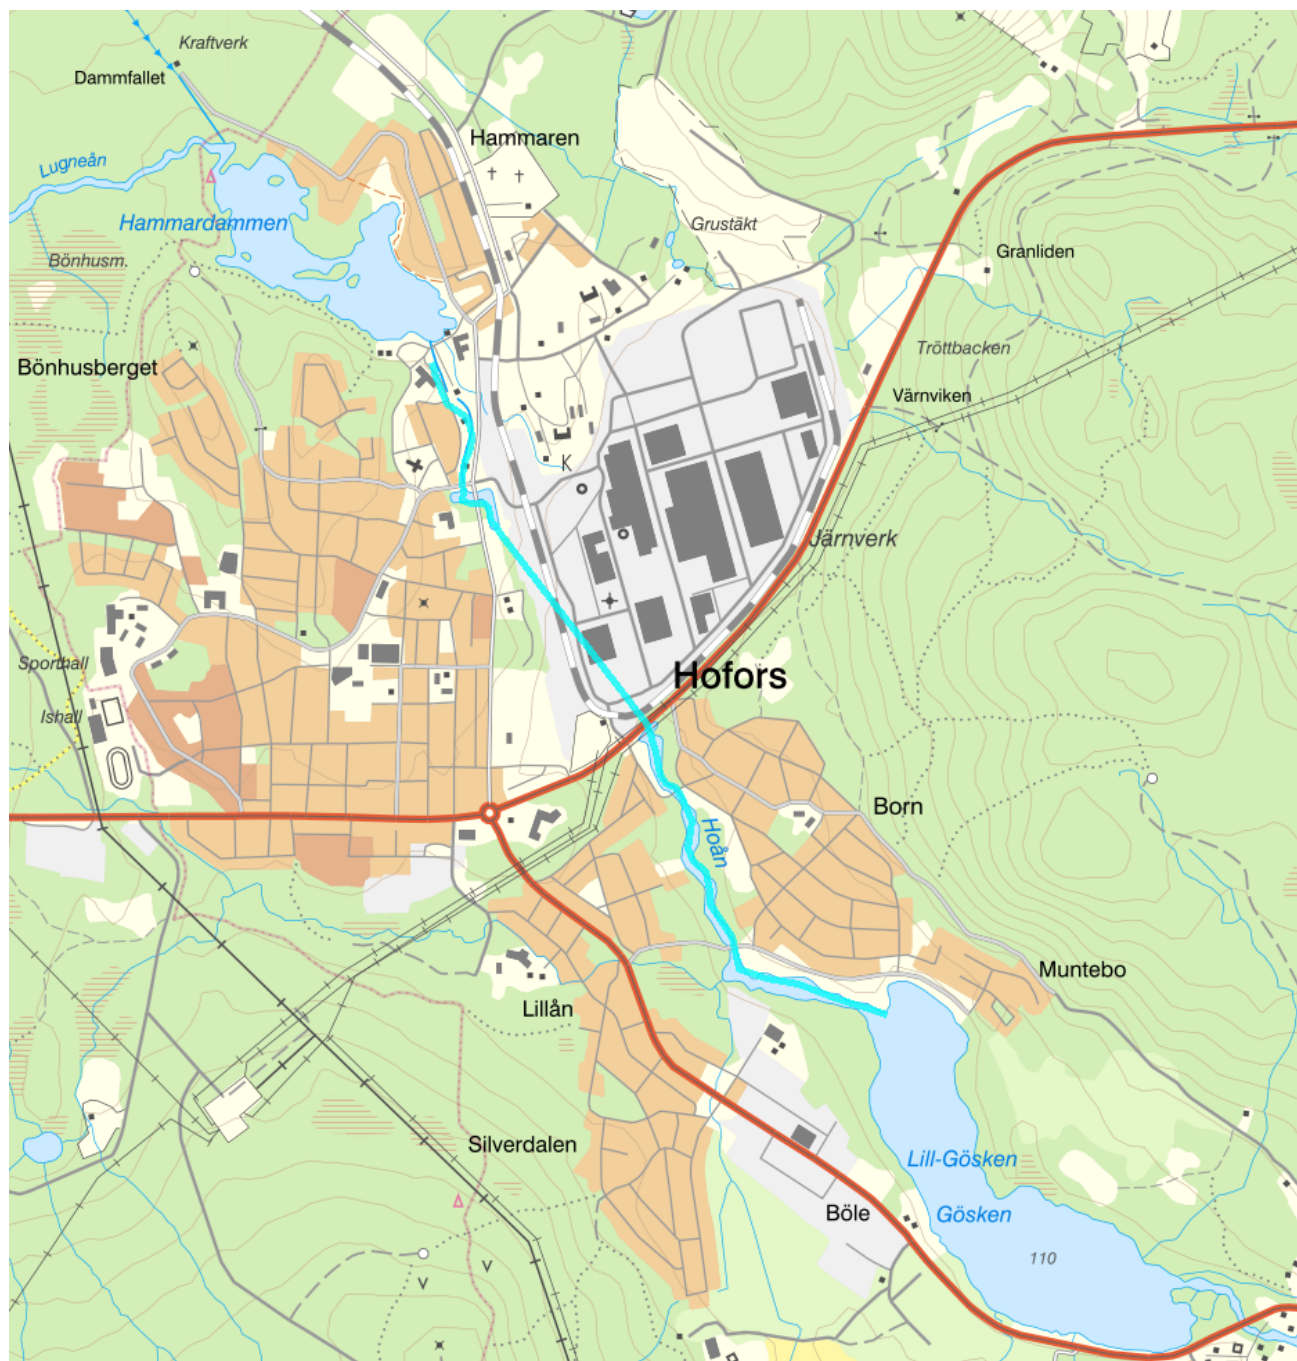 Kraftverk
Dammfallet
Hammaren
Lugneån
Hammardammen
Grustäkt
Bönhusm.
Granliden
Tröttbacken
Bönhusberget
Värnviken
K
Järnverk
Sporthall
Hofors
Ishall
Born
Hoån
Muntebo
Lillån
Silverdalen
Lill-Gösken
Böle
Gösken
110